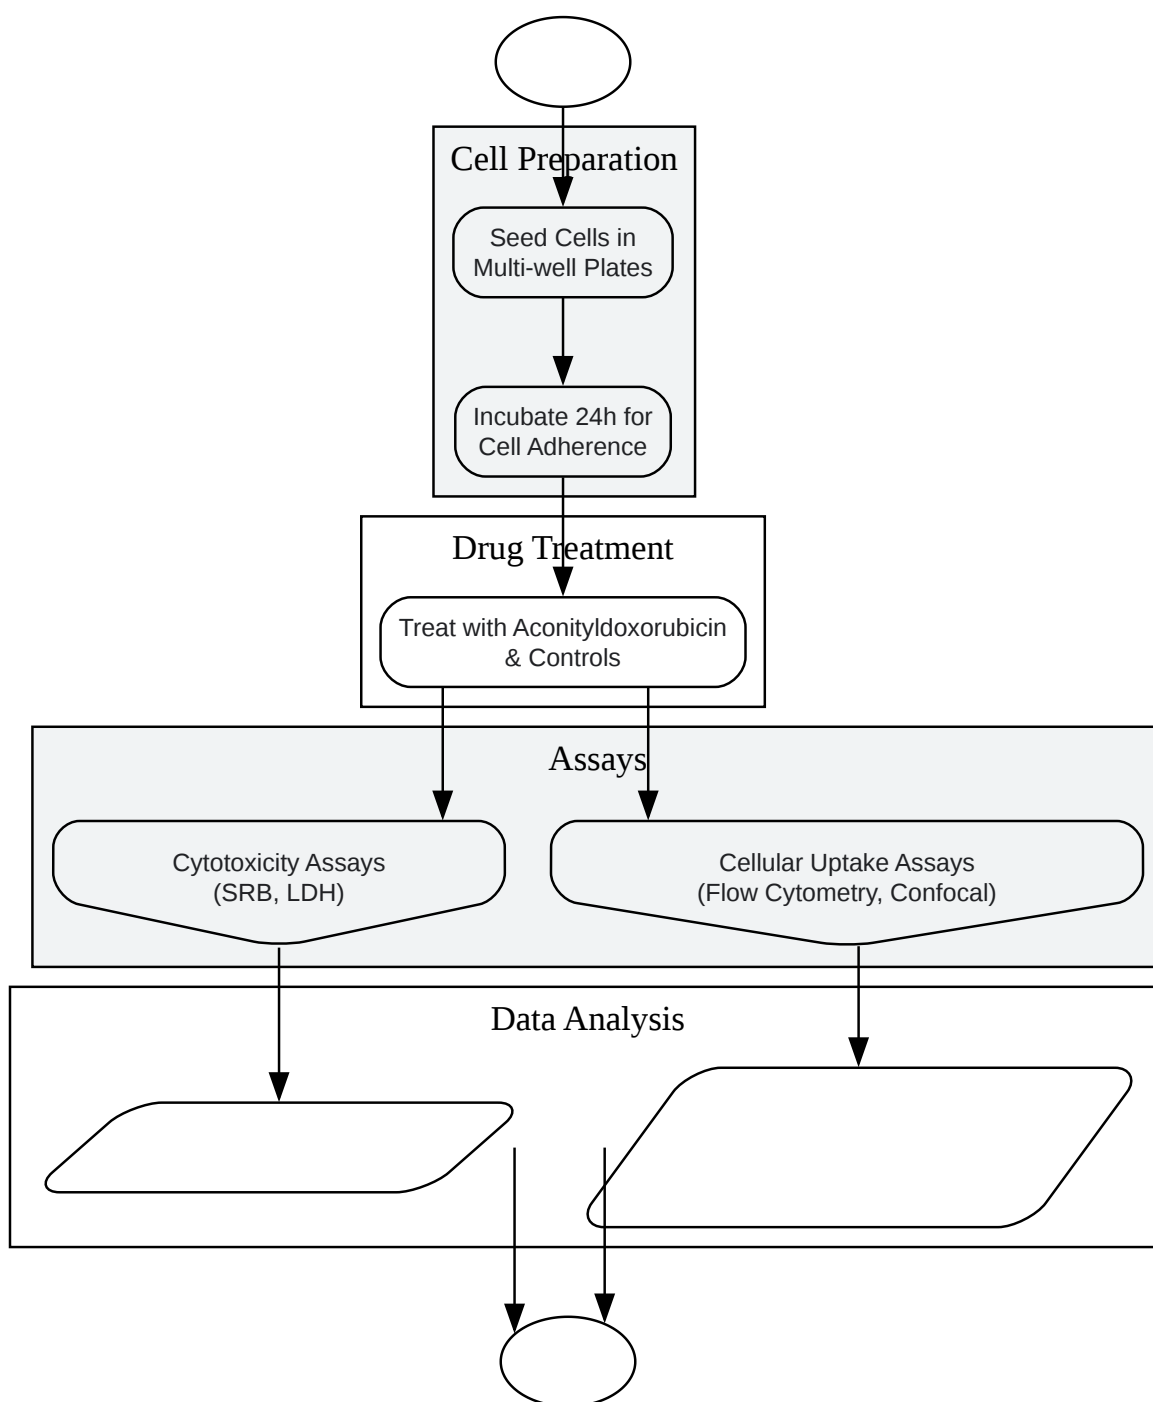 Cell Preparation
Seed Cells in
Multi-well Plates
Incubate 24h for
Cell Adherence
Drug Treatment
Treat with Aconityldoxorubicin
& Controls
Assays
Cytotoxicity Assays
(SRB, LDH)
Cellular Uptake Assays
(Flow Cytometry, Confocal)
Data Analysis